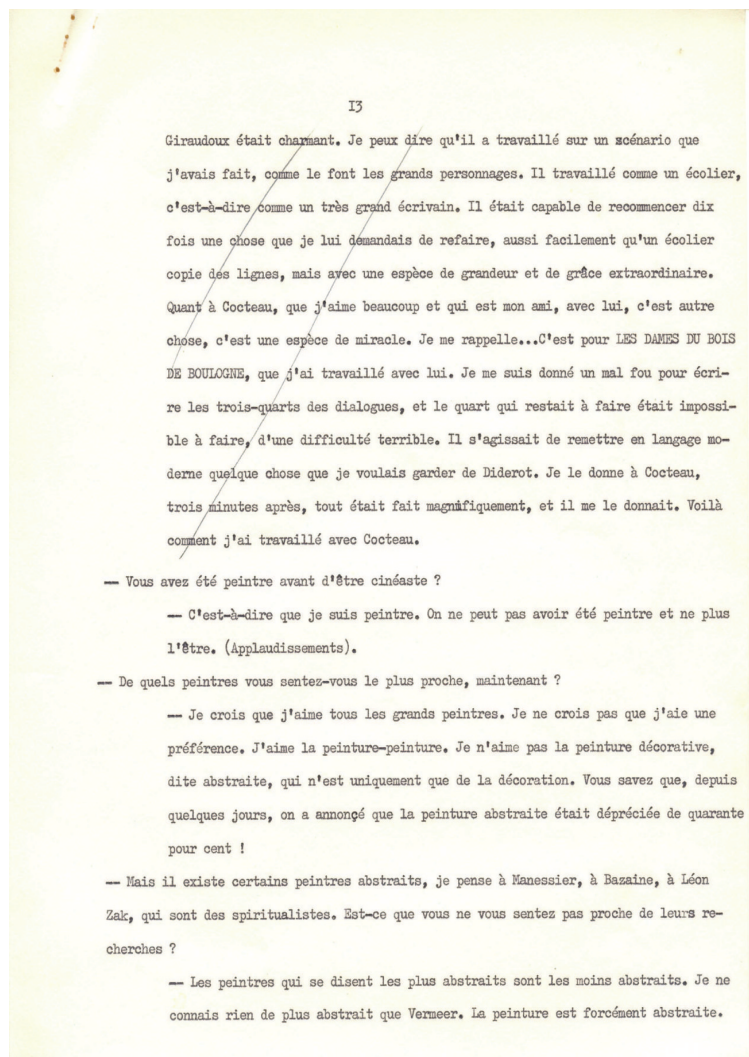 I3
Giraudoux était charmant. Je peux dire qu'il a travaillé sur un scénario que
j'avais fait, comme le font les grands personnages. Il travaillé comme un écolier,
c'est-à-dire comme un très grand écrivain. Il était capable de recommencer dix
fois une chose que je lui demandais de refaire, aussi facilement qu'un écolier
copie des lignes, mais avec une espèce de grandeur et de grâce extraordinaire.
Quant à Cocteau, que j'aime beaucoup et qui est mon ami, avec lui, c'est autre
chose, c'est une espèce de miracle. Je me rappelle...C'est pour LES DAMES DU BOIS
DE BOULOGNE, que j'ai travaillé avec lui. Je me suis donné un mal fou pour écri-
re les trois-quarts des dialogues, et le quart qui restait à faire était impossi-
ble à faire, d'une difficulté terrible. Il s'agissait de remettre en langage mo-
derne quelque chose que je voulais garder de Diderot. Je le donne à Cocteau,
trois minutes après, tout était fait magnifiquement, et il me le donnait. Voilà
comment j'ai travaillé avec Cocteau.
— Vous avez été peintre avant d'être cinéaste ?
— C'est-à-dire que je suis peintre. On ne peut pas avoir été peintre et ne plus
l'être. (Applaudissements).
— De quels peintres vous sentez-vous le plus proche, maintenant ?
— Je crois que j'aime tous les grands peintres. Je ne crois pas que j'aie une
préférence. J'aime la peinture-peinture. Je n'aime pas la peinture décorative,
dite abstraite, qui n'est uniquement que de la décoration. Vous savez que, depuis
quelques jours, on a annonçé que la peinture abstraite était dépréciée de quarante
pour cent !
— Mais il existe certains peintres abstraits, je pense à Manessier, à Bazaine, à Léon
Zak, qui sont des spiritualistes. Est-ce que vous ne vous sentez pas proche de leurs re-
cherches ?
— Les peintres qui se disent les plus abstraits sont les moins abstraits. Je ne
connais rien de plus abstrait que Vermeer. La peinture est forcément abstraite.